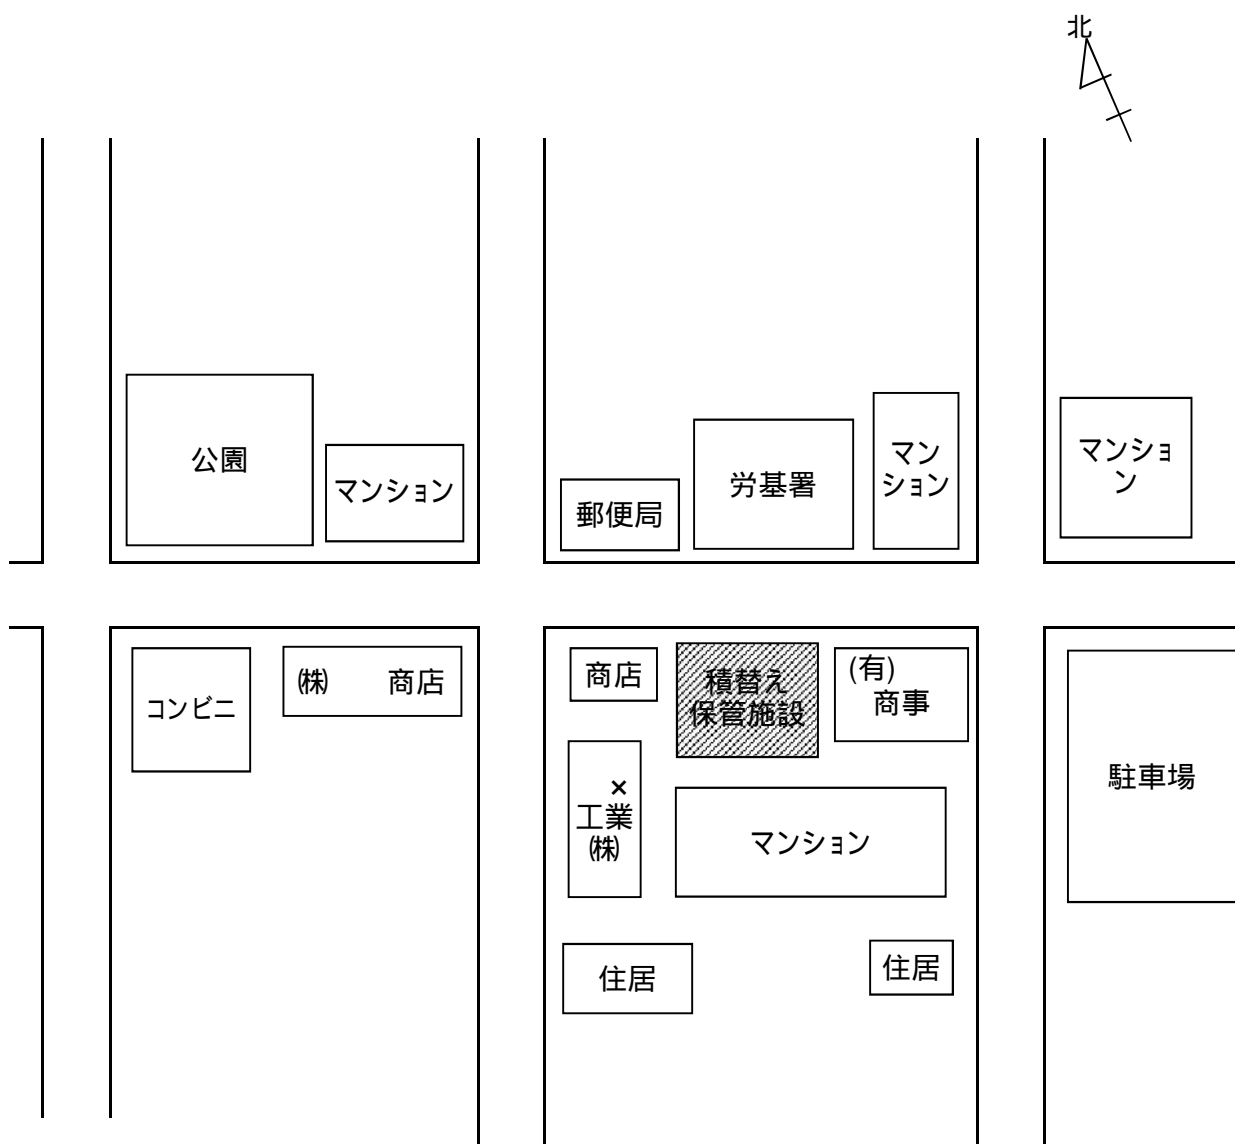 北
公園
マンション
郵便局
労基署
マン
ション
マンショ
ン
コンビニ
㈱　　商店
商店
積替え
保管施設
(有)
商事
×
工業
㈱
マンション
駐車場
住居
住居